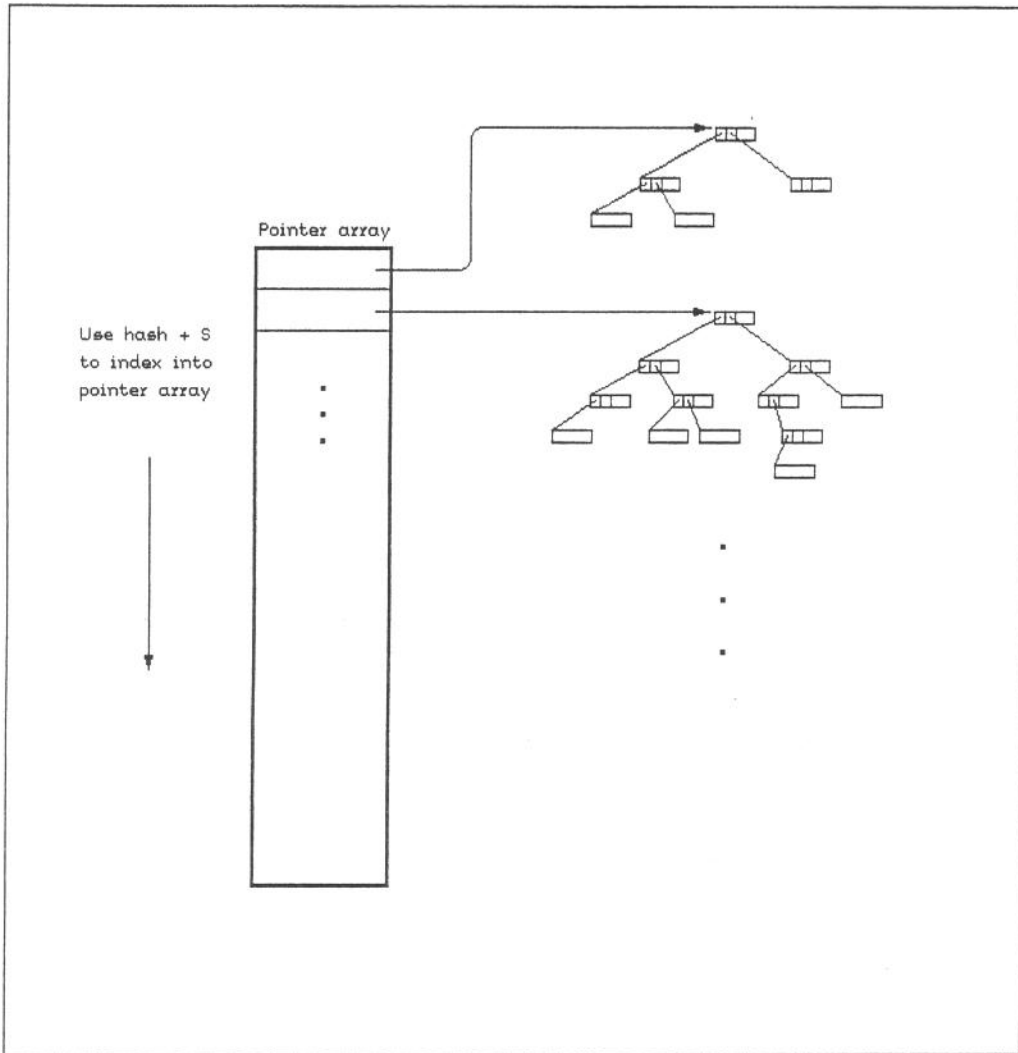 Pointer array
Use hash + S
to index into
pointer array